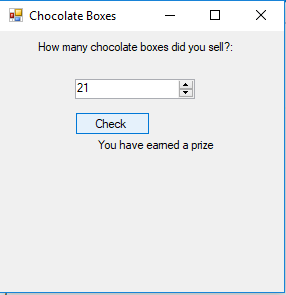 Chocolate Boxes
How many chocolate boxes did you sell?:
21
Check
You have earned a prize